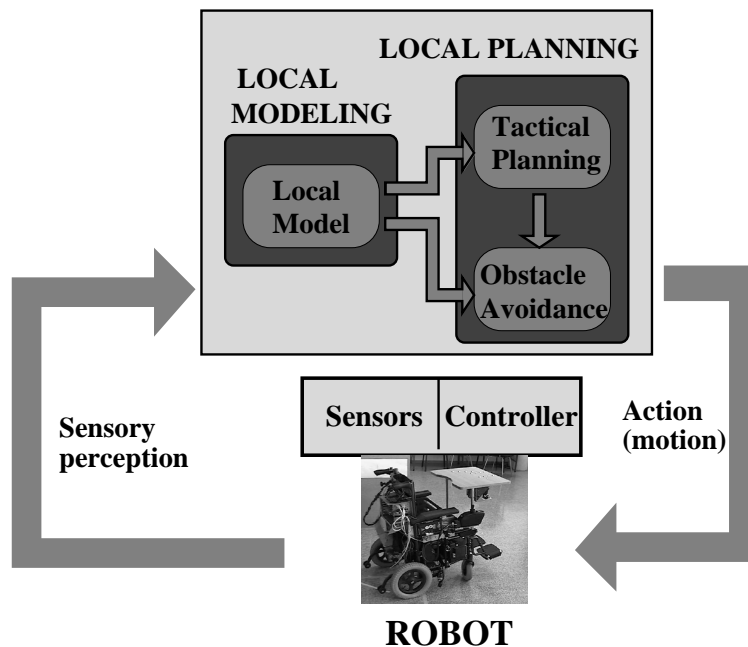 LOCAL PLANNING
LOCAL
MODELING
Tactical
Planning
Local
Model
Obstacle
Avoidance
Sensors
Controller
Sensory
perception
Action
(motion)
ROBOT